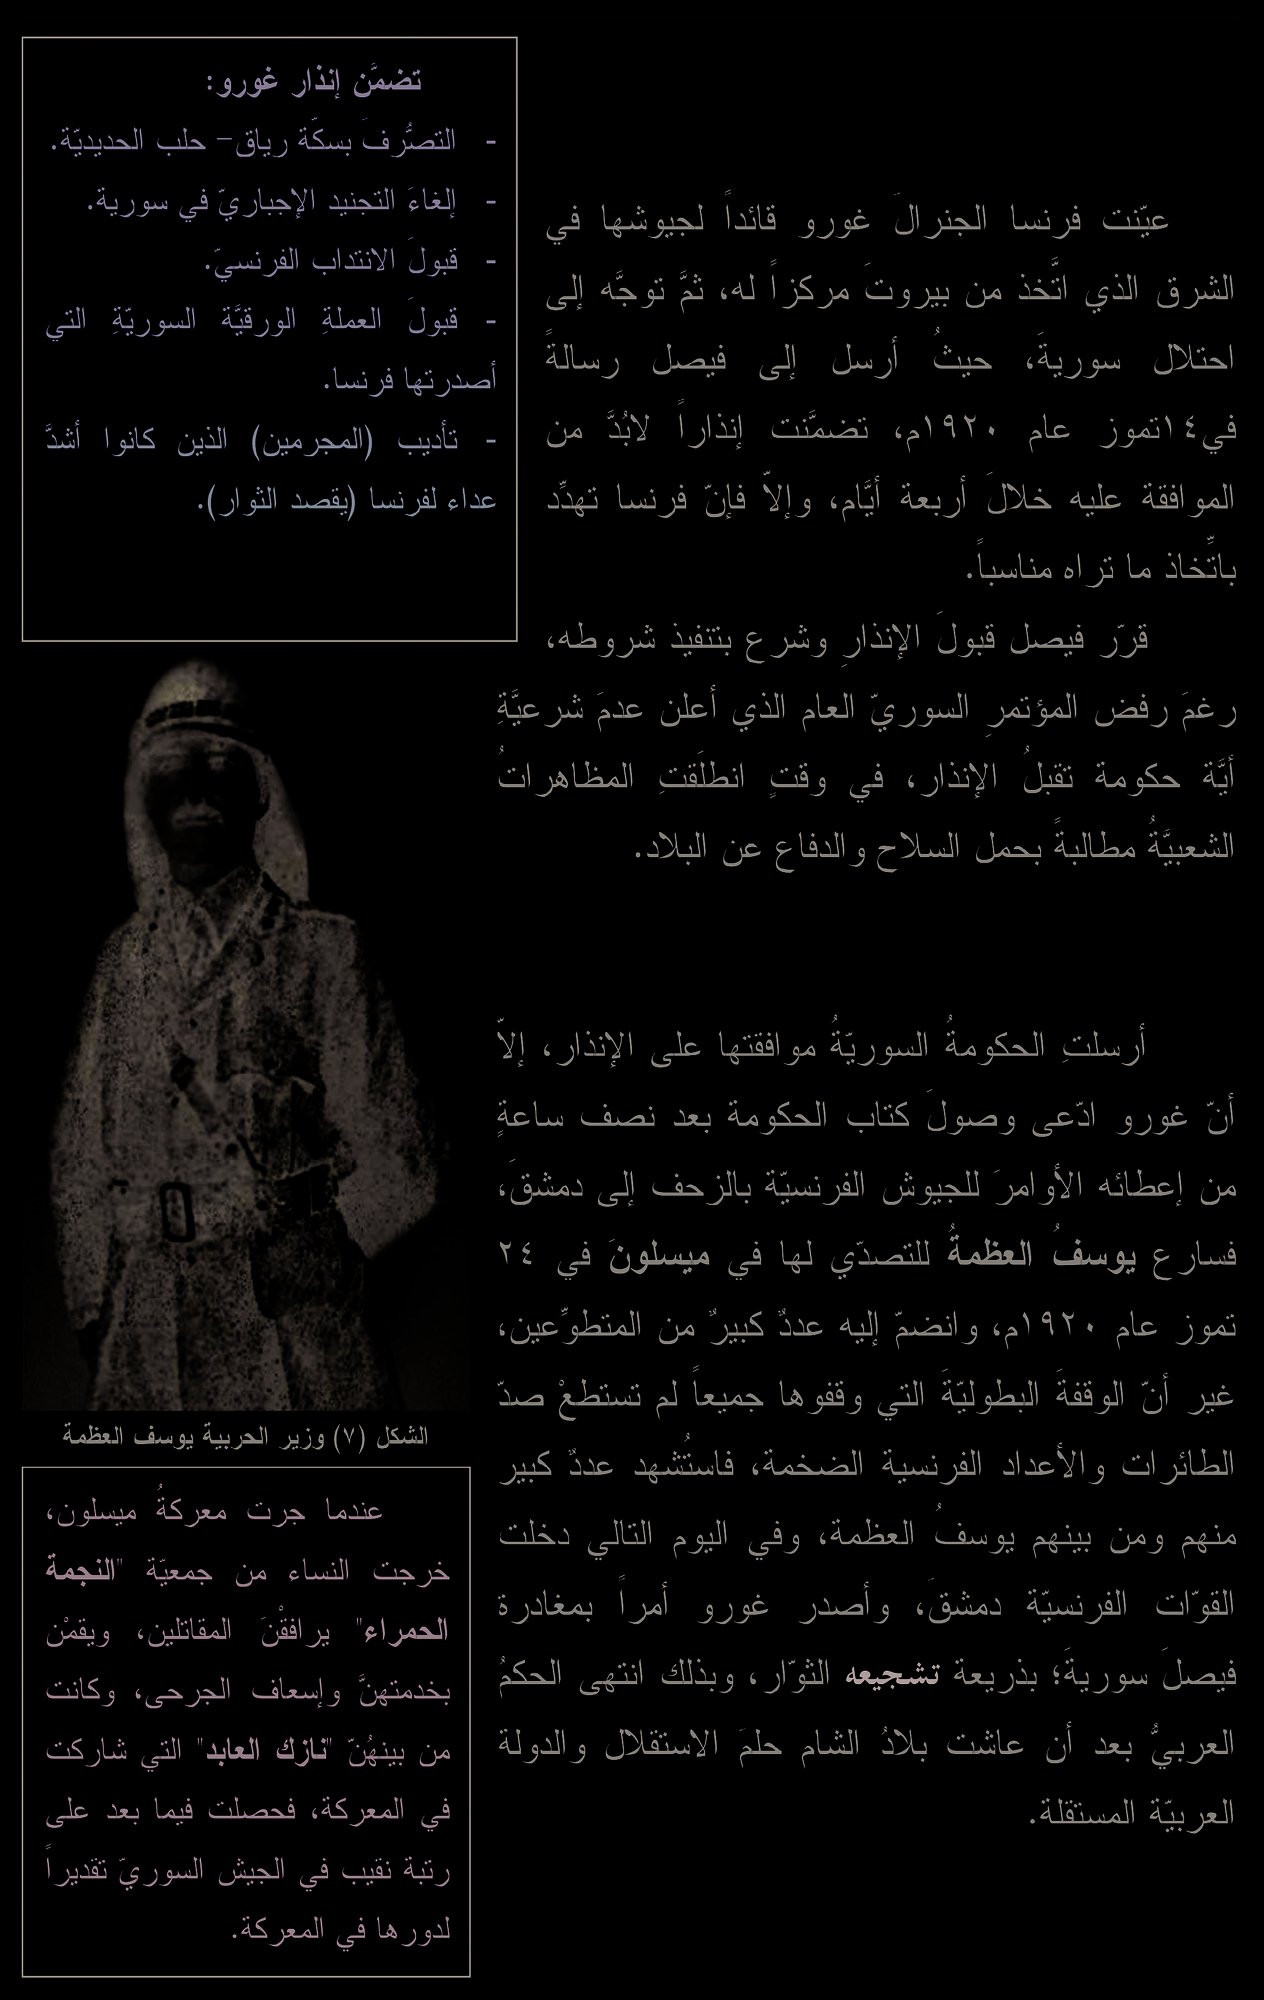 عيّنت فرنسا الجنرالَ غورو قائداً لجيوشها في
الشرق الذي اتَّخذ من بيروتَ مركزاً له، ثمَّ توجَّه إلى
احتلال سوريةَ، حيثُ أرسل إلى فيصل رسالةً
في١٤تموز عام ١٩٢٠م، تضمَّنت إنذاراً لابُدَّ من
الموافقة عليه خلالَ أربعة أيَّام، وإلاّ فإنّ فرنسا تهدِّد
باتِّخاذ ما تراه مناسباً.
قرّر فيصل قبولَ الإنذارِ وشرع بتنفيذ شروطه،
رغمَ رفض المؤتمرِ السوريّ العام الذي أعلن عدمَ شرعيَّةِ
أيَّة حكومة تقبلُ الإنذار، في وقتٍ انطلَقتِ المظاهراتُ
الشعبيَّةُ مطالبةً بحمل السلاح والدفاع عن البلاد.
أرسلتِ الحكومةُ السوريّةُ موافقتها على الإنذار، إلاّ
أنّ غورو ادّعى وصولَ كتاب الحكومة بعد نصف ساعةٍ
من إعطائه الأوامرَ للجيوش الفرنسيّة بالزحف إلى دمشقَ،
فسارع يوسفُ العظمةُ للتصدّي لها في ميسلونَ في ٢٤
تموز عام ١٩٢٠م، وانضمّ إليه عددٌ كبيرٌ من المتطوِّعين،
غير أنّ الوقفةَ البطوليّةَ التي وقفوها جميعاً لم تستطعْ صدّ
الطائرات والأعداد الفرنسية الضخمة، فاستُشهد عددٌ كبير
منهم ومن بينهم يوسفُ العظمة، وفي اليوم التالي دخلت
القوّات الفرنسيّة دمشقَ، وأصدر غورو أمراً بمغادرة
فيصلَ سوريةَ؛ بذريعة تشجيعه الثوّار، وبذلك انتهى الحكمُ
العربيُّ بعد أن عاشت بلادُ الشام حلمَ الاستقلال والدولة
العربيّة المستقلة.
تضمَّن إنذار غورو:
- التصرُّفَ بسكّة رياق– حلب الحديديّة.
- إلغاءَ التجنيد الإجباريّ في سورية.
- قبولَ الانتداب الفرنسيّ.
- قبولَ العملةِ الورقيَّة السوريّةِ التي
أصدرتها فرنسا.
- تأديب (المجرمين) الذين كانوا أشدَّ
عداء لفرنسا (يقصد الثوار).
الشكل (٧) وزير الحربية يوسف العظمة
عندما جرت معركةُ ميسلون،
خرجت النساء من جمعيّة "النجمة
الحمراء" يرافقْنَ المقاتلين، ويقمْن
بخدمتهنَّ وإسعاف الجرحى، وكانت
من بينهُنّ "نازك العابد" التي شاركت
في المعركة، فحصلت فيما بعد على
رتبة نقيب في الجيش السوريّ تقديراً
لدورها في المعركة.